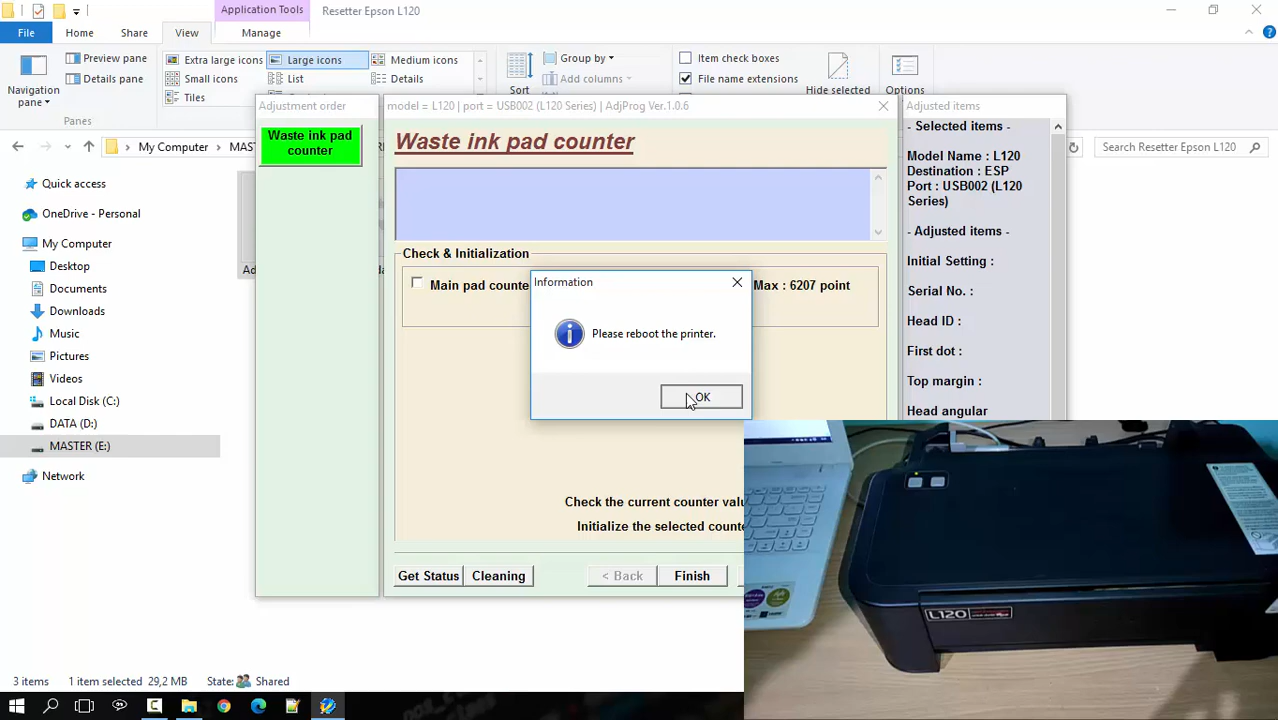 Application Tools
Resetter Epson L120
File
Home
Share
View
Manage
Navigation
pane
Preview pane
Details pane
Panes
Extra large icons
Large icons
Medium icons
Small icons
List
Details
Tiles
Sort
Group by
Add columns
Item check boxes
File name extensions
Hide selected
Options
My Computer
Search Resetter Epson L120
Quick access
OneDrive - Personal
My Computer
Desktop
Documents
Downloads
Music
Pictures
Videos
Local Disk (C:)
DATA (D:)
MASTER (E:)
Network
3 items
1 item selected 29,2 MB
State: Shared
Adjustment order
Waste ink pad
counter
model = L120 | port = USB002 (L120 Series) | AdjProg Ver.1.0.6
Waste ink pad counter
Check & Initialization
Main pad counte
Max : 6207 point
Information
Please reboot the printer.
OK
Check the current counter valu
Initialize the selected counte
Get Status
Cleaning
< Back
Finish
Adjusted items
- Selected items -
Model Name : L120
Destination : ESP
Port : USB002 (L120
Series)
- Adjusted items -
Initial Setting :
Serial No. :
Head ID :
First dot :
Top margin :
Head angular
L120